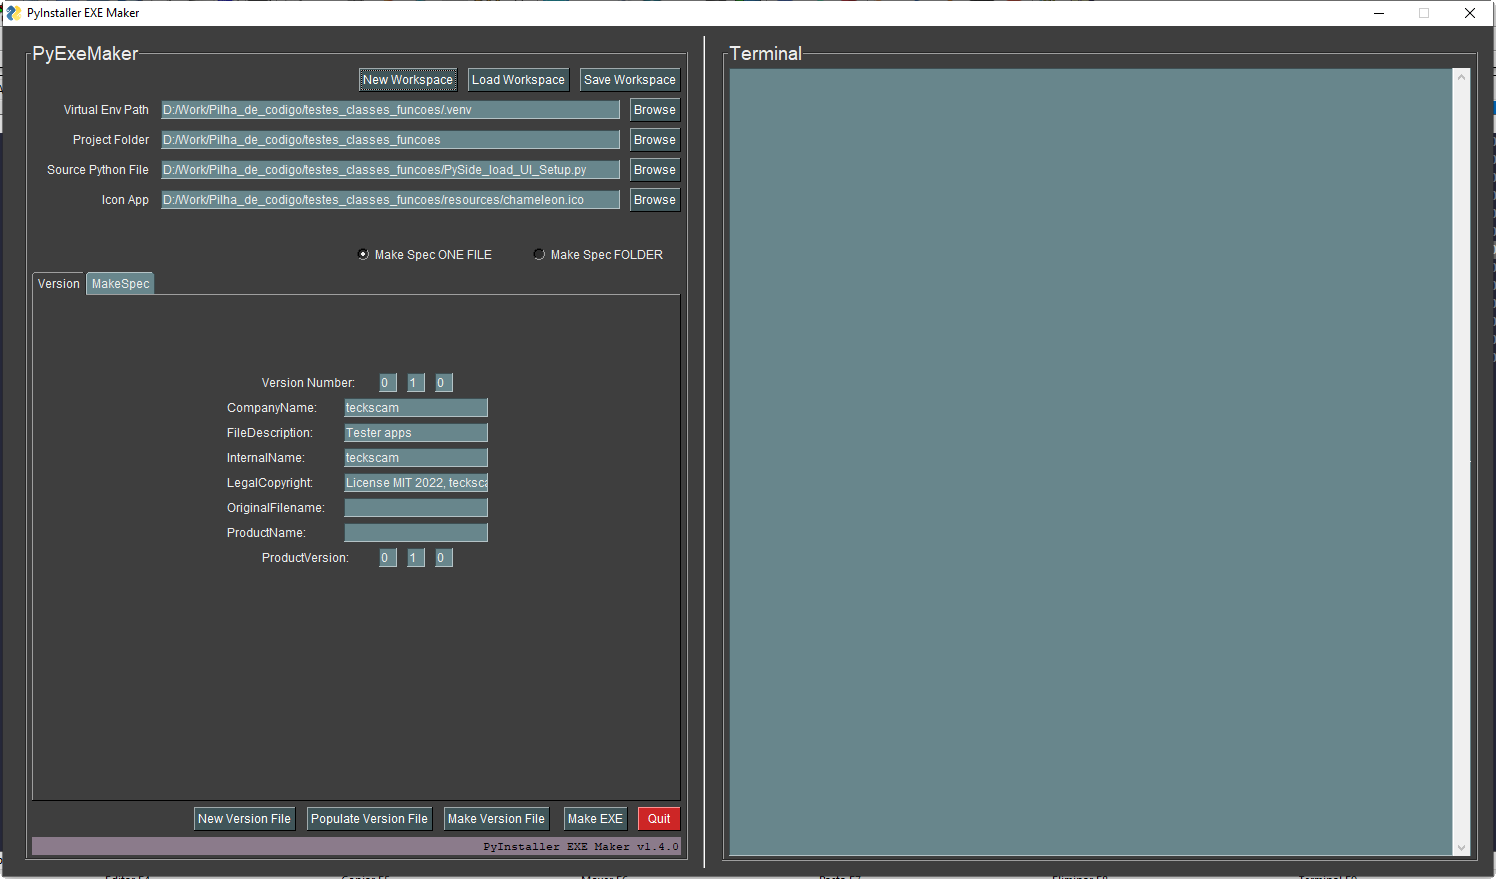 PyInstaller EXE Maker
PyExeMaker
New Workspace Load Workspace Save Workspace
Virtual Env Path D:/Work/Pilha_de_codigo/testes_classes_funcoes/.venv Browse
Project Folder D:/Work/Pilha_de_codigo/testes_classes_funcoes Browse
Source Python File D:/Work/Pilha_de_codigo/testes_classes_funcoes/PySide_load_UI_Setup.py Browse
Icon App D:/Work/Pilha_de_codigo/testes_classes_funcoes/resources/chameleon.ico Browse
Make Spec ONE FILE Make Spec FOLDER
Version MakeSpec
Version Number: 0 1 0
CompanyName: teckscam
FileDescription: Tester apps
InternalName: teckscam
LegalCopyright: License MIT 2022, tecksca
OriginalFilename:
ProductName:
ProductVersion: 0 1 0
New Version File Populate Version File Make Version File Make EXE Quit
PyInstaller EXE Maker v1.4.0
Terminal